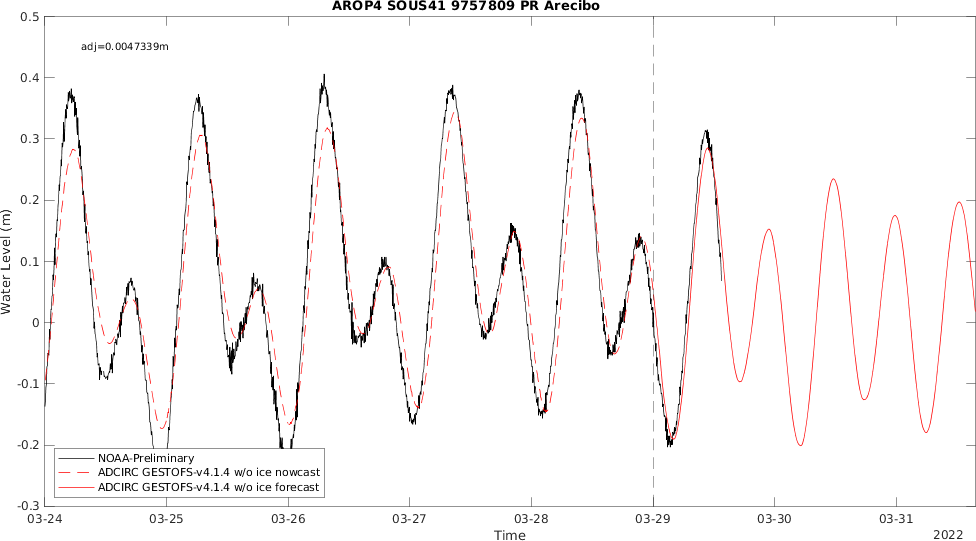 AROP4 SOUS41 9757809 PR Arecibo
adj=0.0047339m
0.5
0.4
0.3
0.2
0.1
0
-0.1
-0.2
-0.3
Water Level (m)
NOAA-Preliminary
ADCIRC GESTOFS-v4.1.4 w/o ice nowcast
ADCIRC GESTOFS-v4.1.4 w/o ice forecast
03-24 03-25 03-26 03-27 03-28 03-29 03-30 03-31
Time
2022